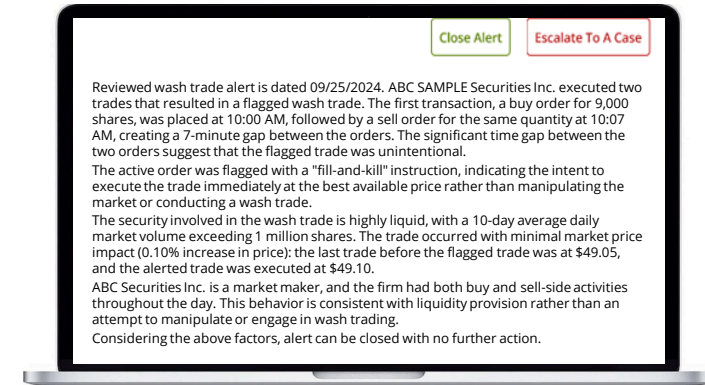 Close Alert
Escalate To A Case
Reviewed wash trade alert is dated 09/25/2024. ABC SAMPLE Securities Inc. executed two
trades that resulted in a flagged wash trade. The first transaction, a buy order for 9,000
shares, was placed at 10:00 AM, followed by a sell order for the same quantity at 10:07
AM, creating a 7-minute gap between the orders. The significant time gap between the
two orders suggest that the flagged trade was unintentional.
The active order was flagged with a "fill-and-kill" instruction, indicating the intent to
execute the trade immediately at the best available price rather than manipulating the
market or conducting a wash trade.
The security involved in the wash trade is highly liquid, with a 10-day average daily
market volume exceeding 1 million shares. The trade occurred with minimal market price
impact (0.10% increase in price): the last trade before the flagged trade was at $49.05,
and the alerted trade was executed at $49.10.
ABC Securities Inc. is a market maker, and the firm had both buy and sell-side activities
throughout the day. This behavior is consistent with liquidity provision rather than an
attempt to manipulate or engage in wash trading.
Considering the above factors, alert can be closed with no further action.